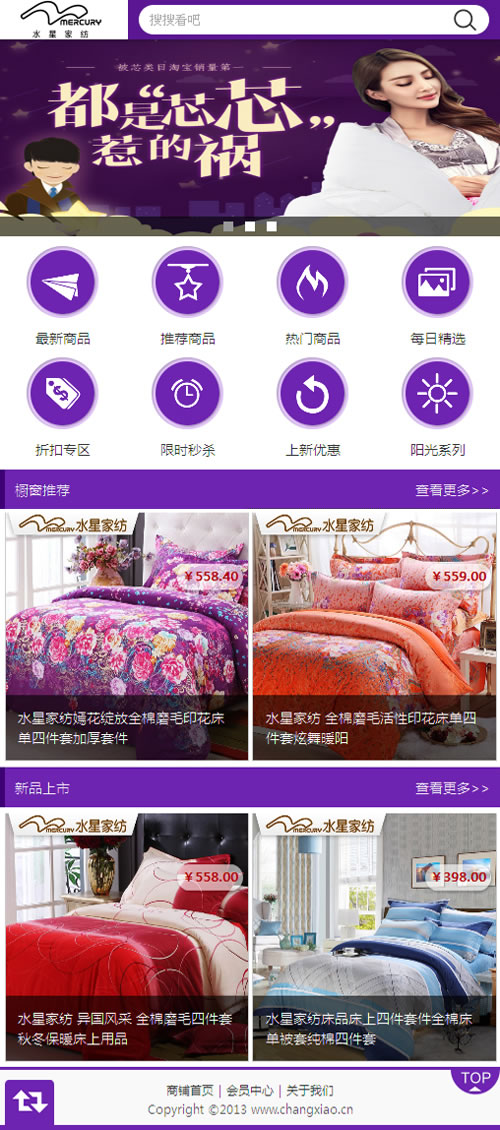 MERCURY
水星家纺
搜搜看吧
被芯类目淘宝销量第一
都是“芯芯”
惹的祸
最新商品
推荐商品
热门商品
每日精选
折扣专区
限时秒杀
上新优惠
阳光系列
橱窗推荐
查看更多>>
MERCURY 水星家纺
¥558.40
水星家纺嫣花绽放全棉磨毛印花床
单四件套加厚套件
MERCURY 水星家纺
¥559.00
水星家纺 全棉磨毛活性印花床单四
件套炫舞暖阳
新品上市
查看更多>>
MERCURY 水星家纺
¥558.00
水星家纺 异国风采 全棉磨毛四件套
秋冬保暖床上用品
MERCURY 水星家纺
¥398.00
水星家纺床品床上四件套件全棉床
单被套纯棉四件套
TOP
商铺首页 | 会员中心 | 关于我们
Copyright ©2013 www.changxiao.cn